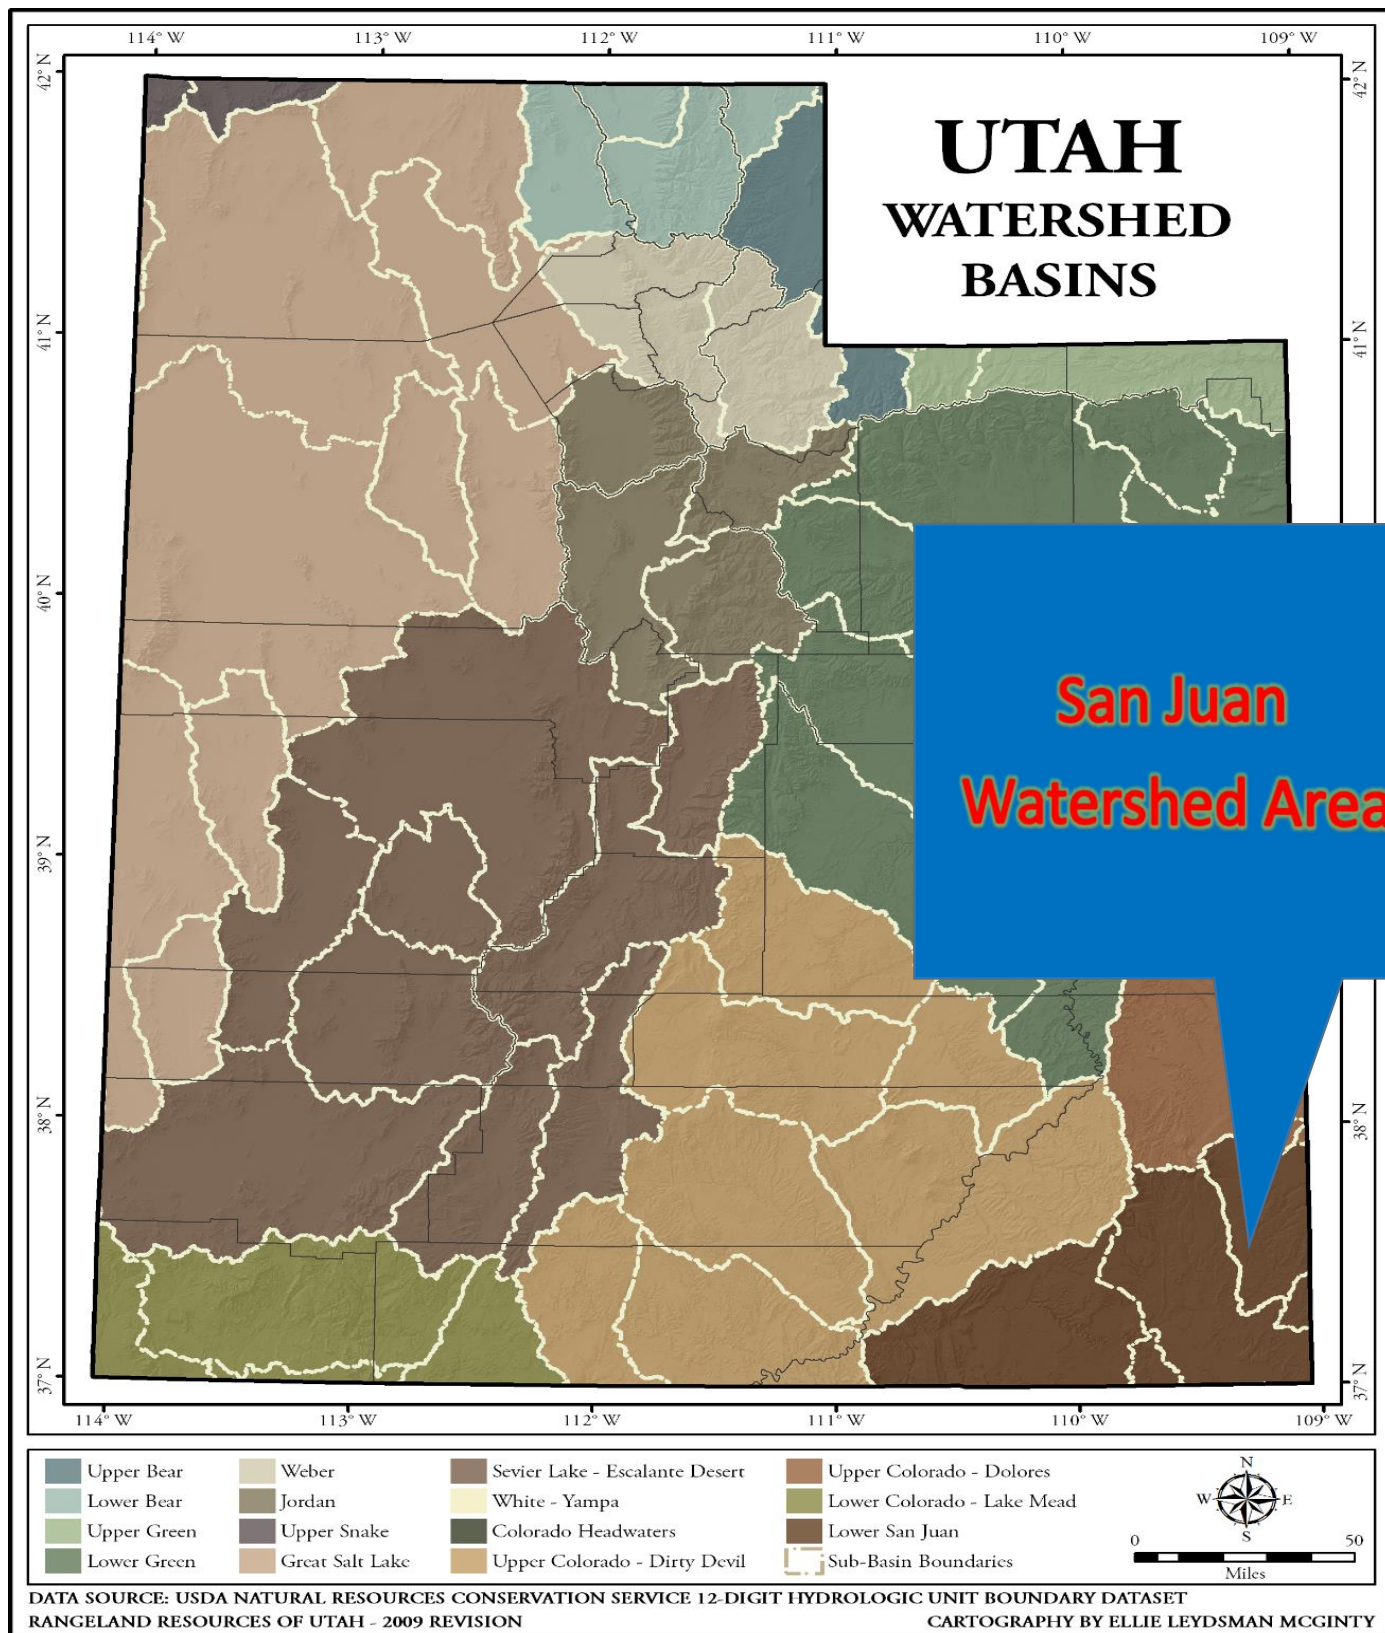 114° W 113° W 112° W 111° W 110° W 109° W
42° N 42° N
UTAH
WATERSHED
BASINS
41° N 41° N
40° N
San Juan
Watershed Area
39° N
38° N 38° N
37° N 37° N
114° W 113° W 112° W 111° W 110° W 109° W
Upper Bear Weber Sevier Lake - Escalante Desert Upper Colorado - Dolores
Lower Bear Jordan White - Yampa Lower Colorado - Lake Mead
Upper Green Upper Snake Colorado Headwaters Lower San Juan
Lower Green Great Salt Lake Upper Colorado - Dirty Devil Sub-Basin Boundaries
N
W E
S
0 50
Miles
DATA SOURCE: USDA NATURAL RESOURCES CONSERVATION SERVICE 12-DIGIT HYDROLOGIC UNIT BOUNDARY DATASET
RANGELAND RESOURCES OF UTAH - 2009 REVISION CARTOGRAPHY BY ELLIE LEYDSMAN MCGINTY